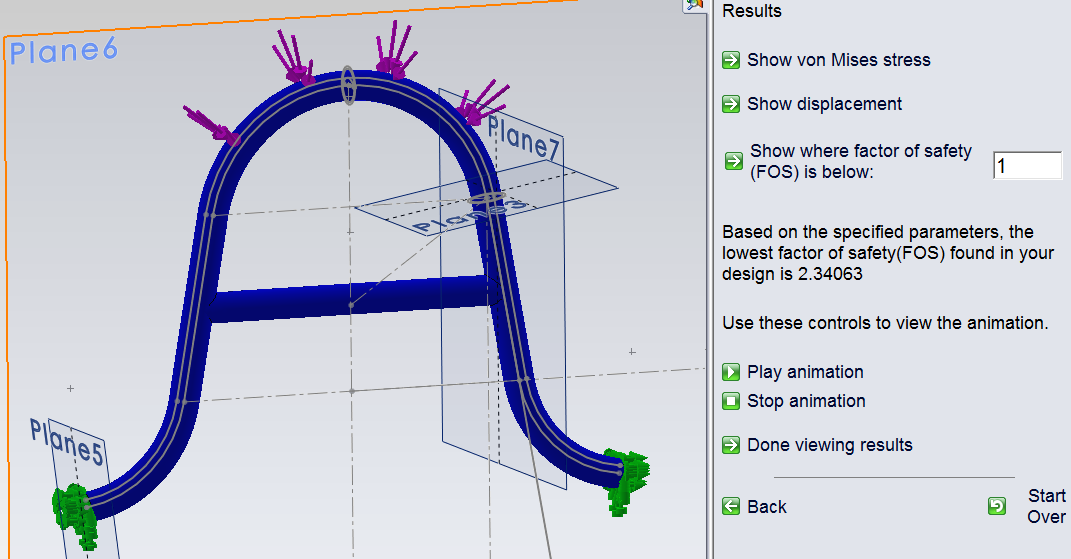 Plane6
Plane7
Plane3
Plane5
Results
Show von Mises stress
Show displacement
Show where factor of safety
(FOS) is below:
1
Based on the specified parameters, the
lowest factor of safety(FOS) found in your
design is 2.34063
Use these controls to view the animation.
Play animation
Stop animation
Done viewing results
Back
Start
Over